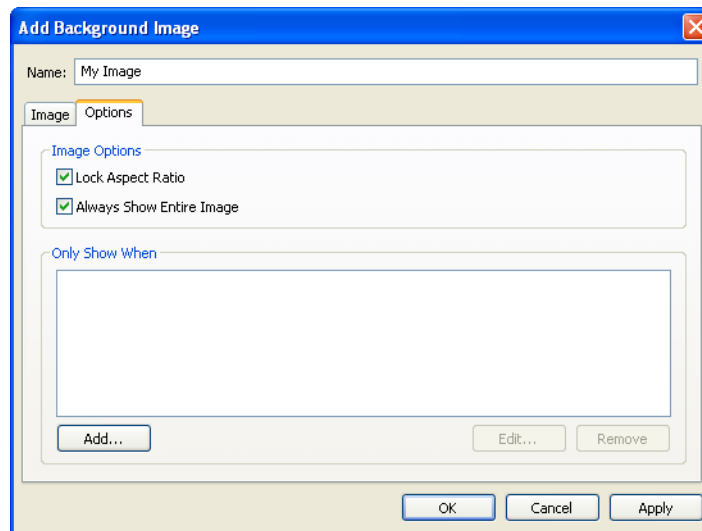 Add Background Image
Name: My Image
Image Options
Image Options
Lock Aspect Ratio
Always Show Entire Image
Only Show When
Add...    Edit...    Remove
OK    Cancel    Apply